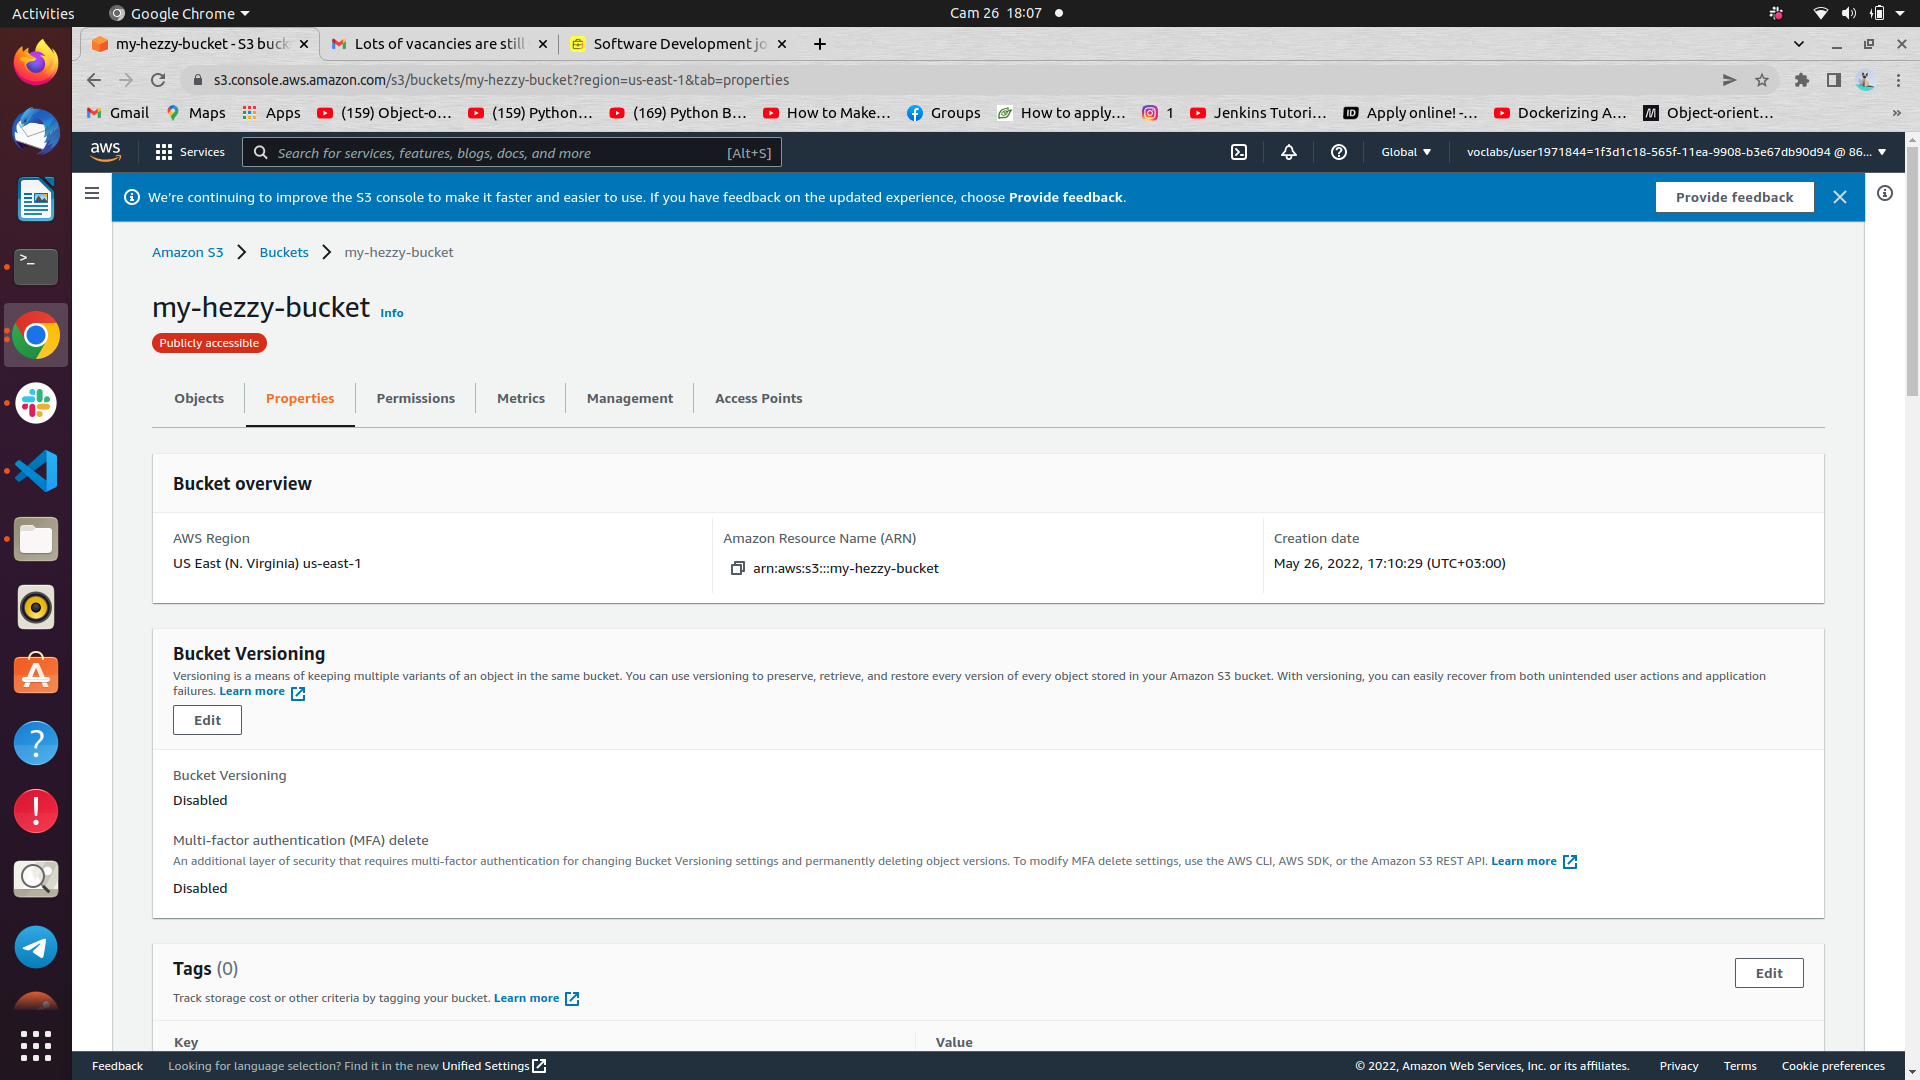 Activities
Google Chrome
Cam 26 18:07
my-hezzy-bucket - S3 buck
Lots of vacancies are still
Software Development jo
s3.console.aws.amazon.com/s3/buckets/my-hezzy-bucket?region=us-east-1&tab=properties
Gmail
Maps
Apps
(159) Object-o...
(159) Python...
(169) Python B...
How to Make...
Groups
How to apply...
1
Jenkins Tutori...
Apply online! -...
Dockerizing A...
Object-orient...
»
aws
Services
Search for services, features, blogs, docs, and more
[Alt+S]
Global
voclabs/user1971844=1f3d1c18-565f-11ea-9908-b3e67db90d94 @ 86...
We're continuing to improve the S3 console to make it faster and easier to use. If you have feedback on the updated experience, choose Provide feedback.
Provide feedback
Amazon S3
Buckets
my-hezzy-bucket
my-hezzy-bucket
Info
Publicly accessible
Objects
Properties
Permissions
Metrics
Management
Access Points
Bucket overview
AWS Region
US East (N. Virginia) us-east-1
Amazon Resource Name (ARN)
arn:aws:s3:::my-hezzy-bucket
Creation date
May 26, 2022, 17:10:29 (UTC+03:00)
Bucket Versioning
Versioning is a means of keeping multiple variants of an object in the same bucket. You can use versioning to preserve, retrieve, and restore every version of every object stored in your Amazon S3 bucket. With versioning, you can easily recover from both unintended user actions and application
failures. Learn more
Edit
Bucket Versioning
Disabled
Multi-factor authentication (MFA) delete
An additional layer of security that requires multi-factor authentication for changing Bucket Versioning settings and permanently deleting object versions. To modify MFA delete settings, use the AWS CLI, AWS SDK, or the Amazon S3 REST API. Learn more
Disabled
Tags (0)
Edit
Track storage cost or other criteria by tagging your bucket. Learn more
Key
Value
Feedback
Looking for language selection? Find it in the new Unified Settings
© 2022, Amazon Web Services, Inc. or its affiliates.
Privacy
Terms
Cookie preferences